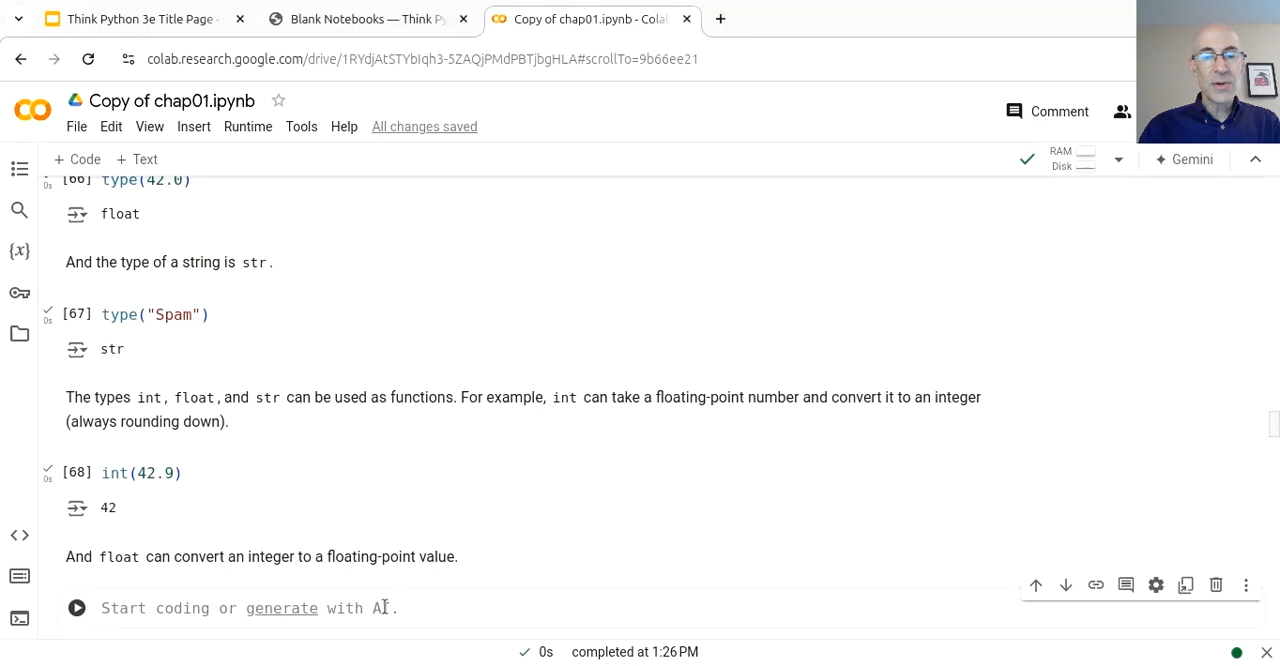 Think Python 3e Title Page -
Blank Notebooks — Think Py
Copy of chap01.ipynb - Cola
colab.research.google.com/drive/1RYdjAtSTYbIqh3-5ZAQjPMdPBTjbgHLA#scrollTo=9b66ee21
CO
Copy of chap01.ipynb
Comment
File Edit View Insert Runtime Tools Help All changes saved
+ Code + Text
RAM
Disk
Gemini
[66] type(42.0)
0s
float
And the type of a string is str.
[67] type("Spam")
0s
str
The types int, float, and str can be used as functions. For example, int can take a floating-point number and convert it to an integer
(always rounding down).
[68] int(42.9)
0s
42
And float can convert an integer to a floating-point value.
Start coding or generate with AI.
0s completed at 1:26 PM